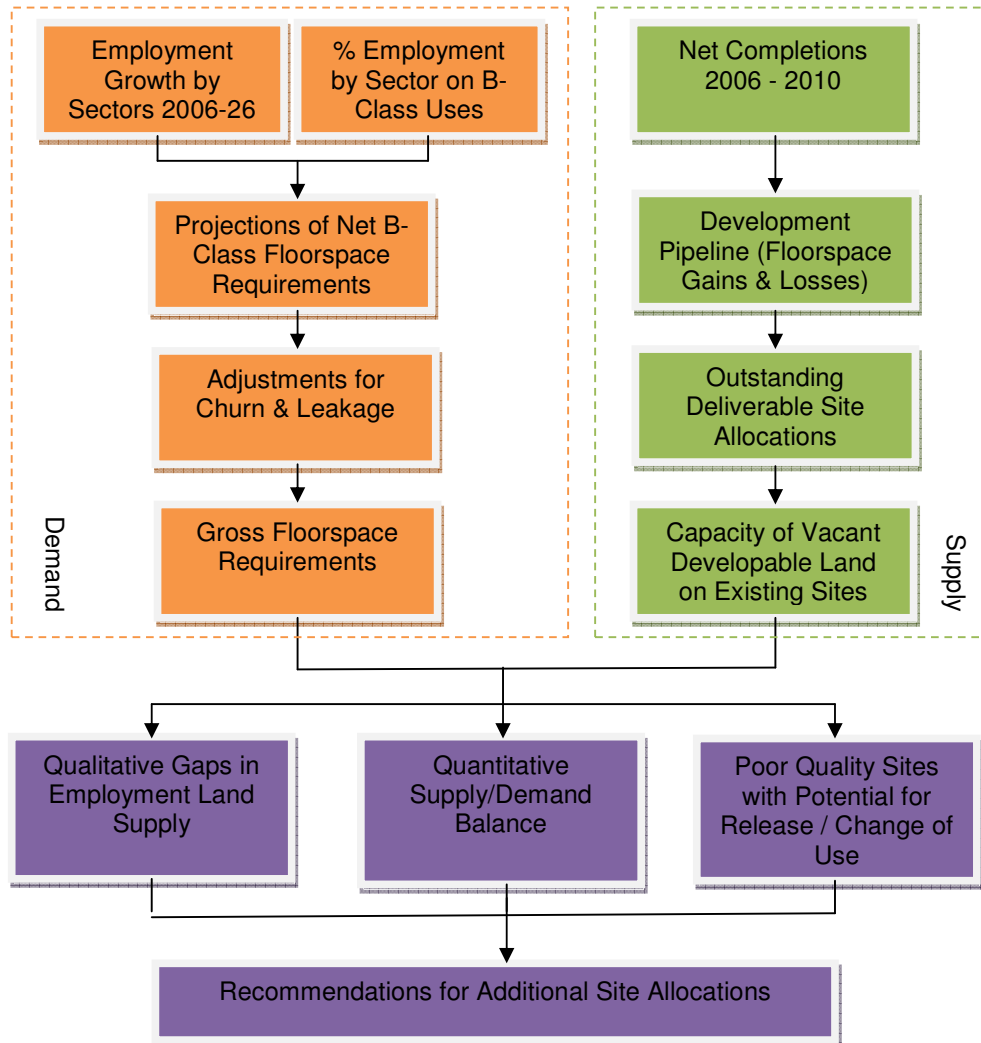 Employment
Growth by
Sectors 2006-26
% Employment
by Sector on B-
Class Uses
Projections of Net B-
Class Floorspace
Requirements
Adjustments for
Churn & Leakage
Gross Floorspace
Requirements
Demand
Net Completions
2006 - 2010
Development
Pipeline (Floorspace
Gains & Losses)
Outstanding
Deliverable Site
Allocations
Capacity of Vacant
Developable Land
on Existing Sites
Supply
Qualitative Gaps in
Employment Land
Supply
Quantitative
Supply/Demand
Balance
Poor Quality Sites
with Potential for
Release / Change of
Use
Recommendations for Additional Site Allocations